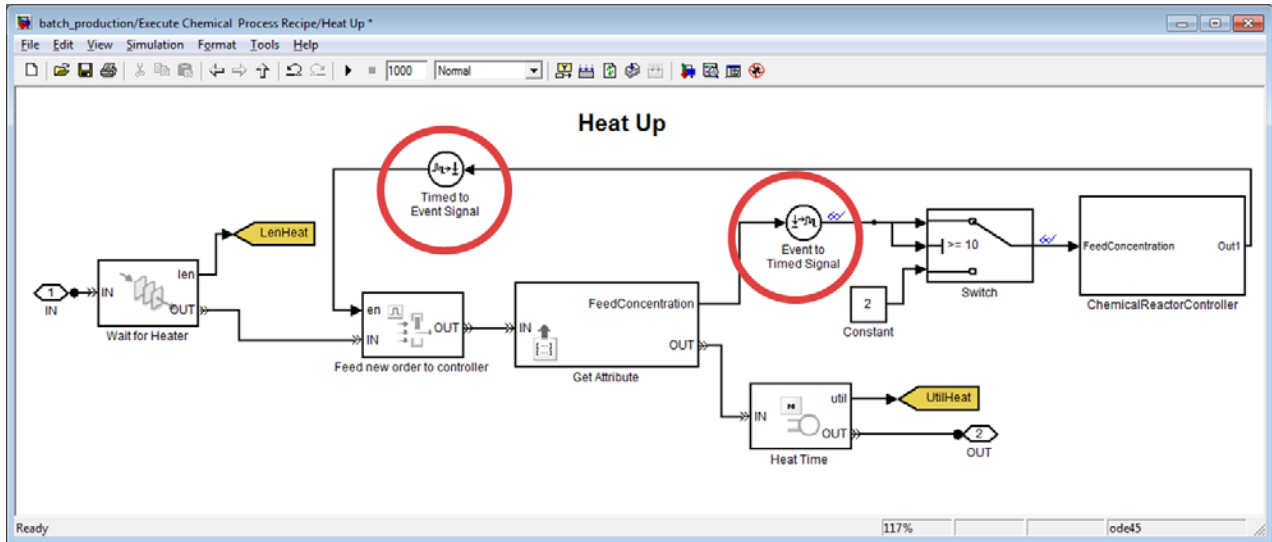 batch_production/Execute Chemical Process Recipe/Heat Up *
File Edit View Simulation Format Tools Help
1000 Normal
Heat Up
Timed to
Event Signal
LenHeat
Event to
Timed Signal
>= 10
Switch
FeedConcentration Out1
ChemicalReactorController
1
IN
IN len
OUT
Wait for Heater
en
IN OUT
Feed new order to controller
FeedConcentration
IN
OUT
Get Attribute
2
Constant
util
IN
OUT
N
Heat Time
UtilHeat
2
OUT
Ready 117% ode45